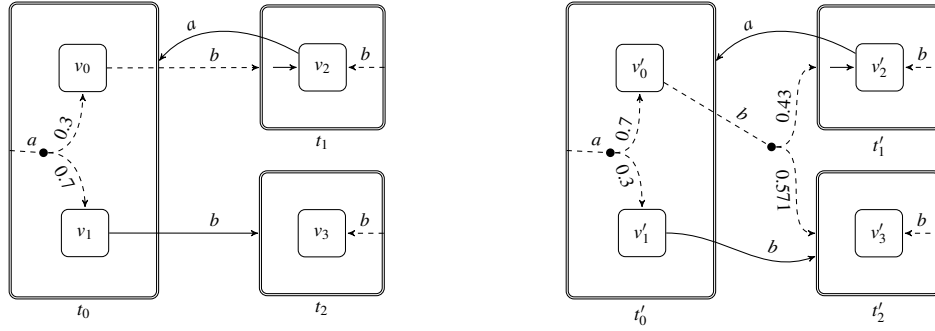 a
b
b
v₀
v₂
0.3
a
t₁
0.7
b
b
v₁
v₃
t₀
t₂
a
b
v′₀
v′₂
b
0.7
0.43
a
t′₁
0.3
0.571
b
v′₁
v′₃
b
t′₀
t′₂